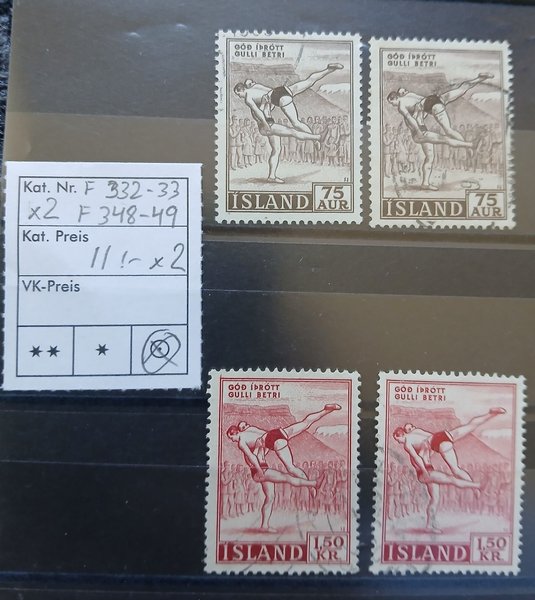 GÓÐ ÍÞRÓTT
GULLI BETRI
ÍSLAND 75 AUR
GÓÐ ÍÞRÓTT
GULLI BETRI
ÍSLAND 75 AUR
Kat. Nr. F 332-33
x2 F 348-49
Kat. Preis
11!- x2
VK-Preis
GÓÐ ÍÞRÓTT
GULLI BETRI
ÍSLAND 1,50 KR
GÓÐ ÍÞRÓTT
GULLI BETRI
ÍSLAND 1,50 KR